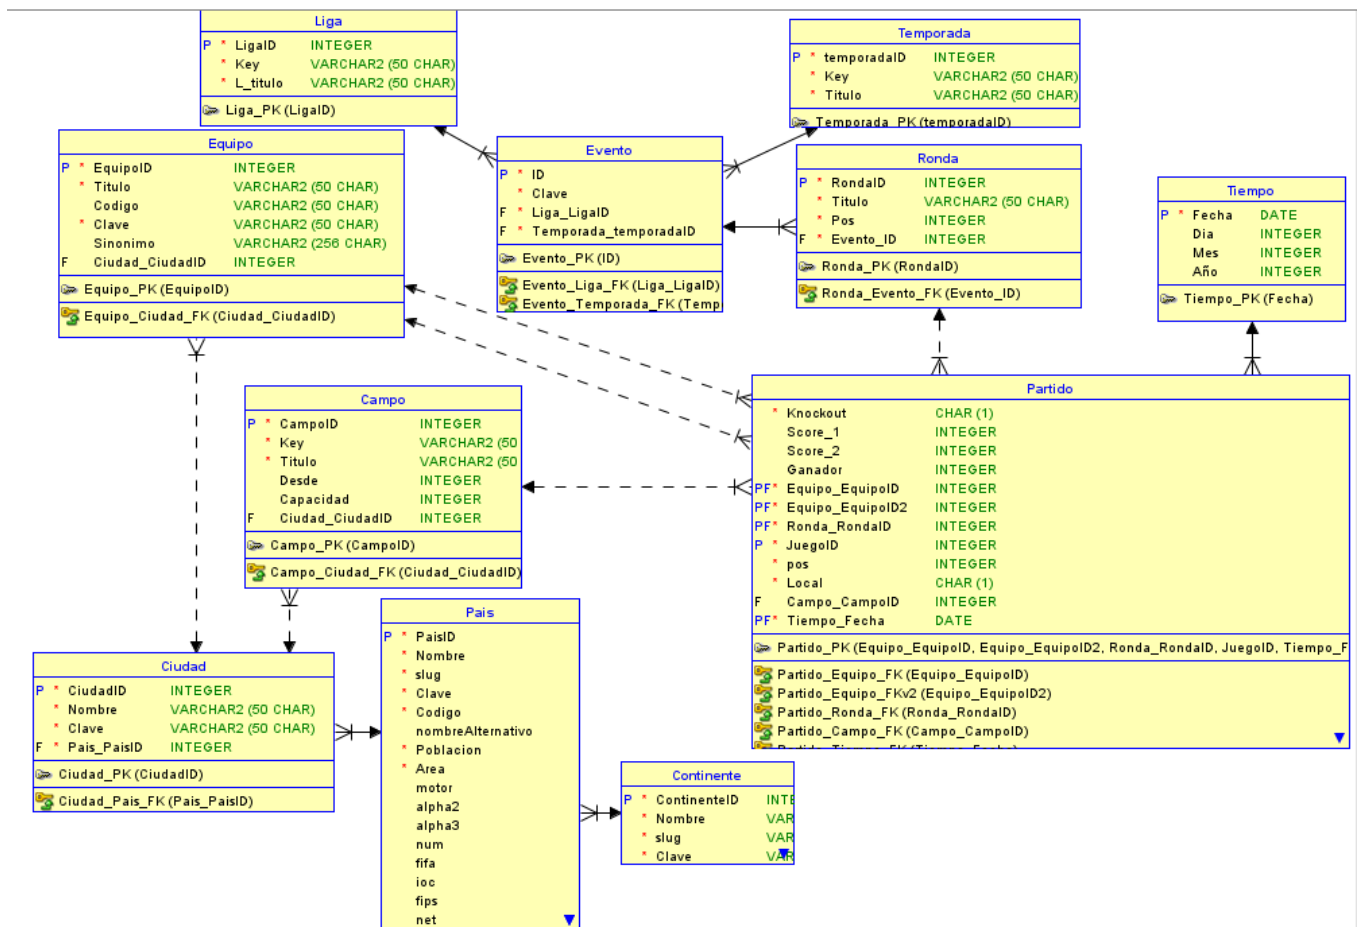 Liga
P * LigaID INTEGER
* Key VARCHAR2 (50 CHAR)
* L_titulo VARCHAR2 (50 CHAR)
Liga_PK (LigaID)
Temporada
P * temporadaID INTEGER
* Key VARCHAR2 (50 CHAR)
* Titulo VARCHAR2 (50 CHAR)
Temporada_PK (temporadaID)
Equipo
P * EquipoID INTEGER
* Titulo VARCHAR2 (50 CHAR)
Codigo VARCHAR2 (50 CHAR)
* Clave VARCHAR2 (50 CHAR)
Sinonimo VARCHAR2 (256 CHAR)
F Ciudad_CiudadID INTEGER
Equipo_PK (EquipoID)
Equipo_Ciudad_FK (Ciudad_CiudadID)
Evento
P * ID
* Clave
F * Liga_LigaID
F * Temporada_temporadaID
Evento_PK (ID)
Evento_Liga_FK (Liga_LigaID)
Evento_Temporada_FK (Temp
Ronda
P * RondaID INTEGER
* Titulo VARCHAR2 (50 CHAR)
* Pos INTEGER
F * Evento_ID INTEGER
Ronda_PK (RondaID)
Ronda_Evento_FK (Evento_ID)
Tiempo
P * Fecha DATE
Dia INTEGER
Mes INTEGER
Año INTEGER
Tiempo_PK (Fecha)
Campo
P * CampoID INTEGER
* Key VARCHAR2 (50
* Titulo VARCHAR2 (50
Desde INTEGER
Capacidad INTEGER
F Ciudad_CiudadID INTEGER
Campo_PK (CampoID)
Campo_Ciudad_FK (Ciudad_CiudadID)
Partido
* Knockout CHAR (1)
Score_1 INTEGER
Score_2 INTEGER
Ganador INTEGER
PF* Equipo_EquipoID INTEGER
PF* Equipo_EquipoID2 INTEGER
PF* Ronda_RondaID INTEGER
P * JuegoID INTEGER
* pos INTEGER
* Local CHAR (1)
F Campo_CampoID INTEGER
PF* Tiempo_Fecha DATE
Partido_PK (Equipo_EquipoID, Equipo_EquipoID2, Ronda_RondaID, JuegoID, Tiempo_F
Partido_Equipo_FK (Equipo_EquipoID)
Partido_Equipo_FKv2 (Equipo_EquipoID2)
Partido_Ronda_FK (Ronda_RondaID)
Partido_Campo_FK (Campo_CampoID)
Partido_Tiempo_FK (Tiempo_Fecha)
Ciudad
P * CiudadID INTEGER
* Nombre VARCHAR2 (50 CHAR)
* Clave VARCHAR2 (50 CHAR)
F * Pais_PaisID INTEGER
Ciudad_PK (CiudadID)
Ciudad_Pais_FK (Pais_PaisID)
Pais
P * PaisID
* Nombre
* slug
* Clave
* Codigo
nombreAlternativo
* Poblacion
* Area
motor
alpha2
alpha3
num
fifa
ioc
fips
net
Continente
P * ContinenteID INTE
* Nombre VAR
* slug VAR
* Clave VAR